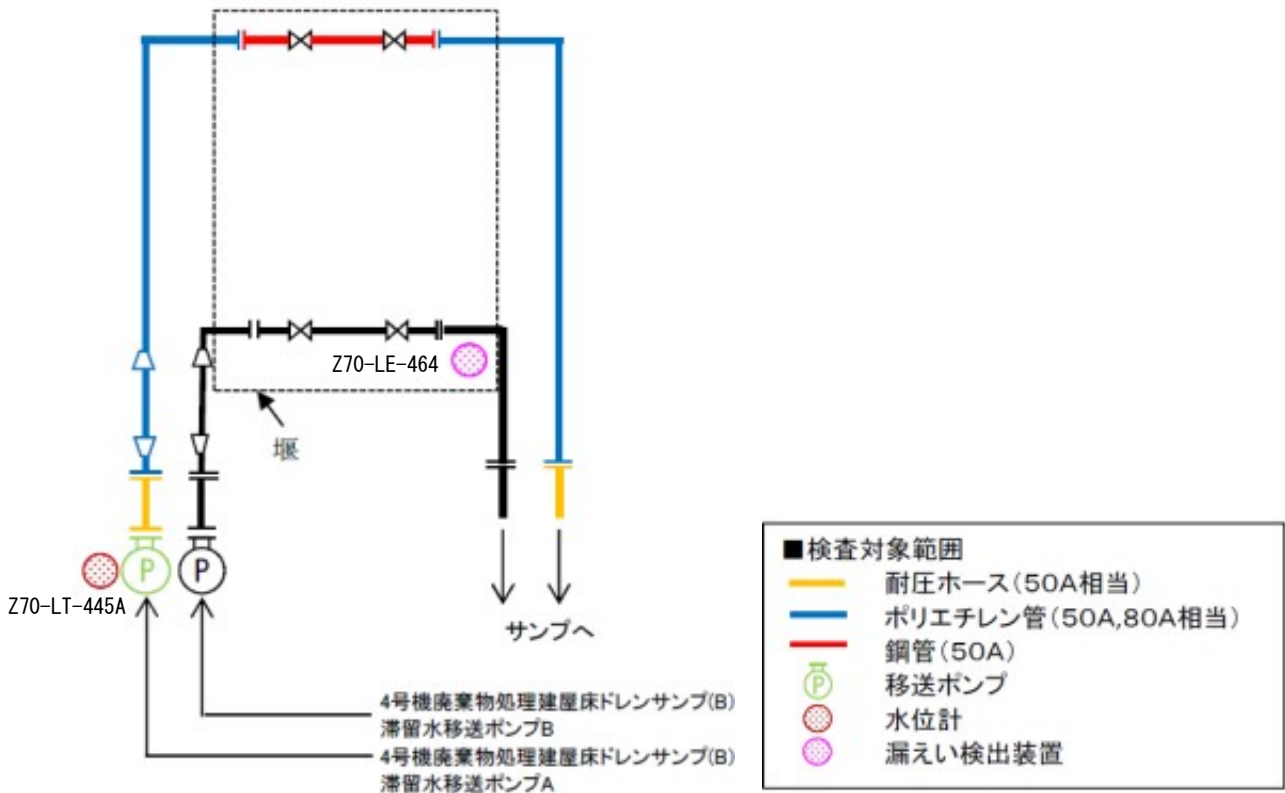 Z70-LE-464
堰
P
P
Z70-LT-445A
サンプへ
4号機廃棄物処理建屋床ドレンサンプ(B)
滞留水移送ポンプB
4号機廃棄物処理建屋床ドレンサンプ(B)
滞留水移送ポンプA
■検査対象範囲
耐圧ホース(50A相当)
ポリエチレン管(50A,80A相当)
鋼管(50A)
P 移送ポンプ
水位計
漏えい検出装置